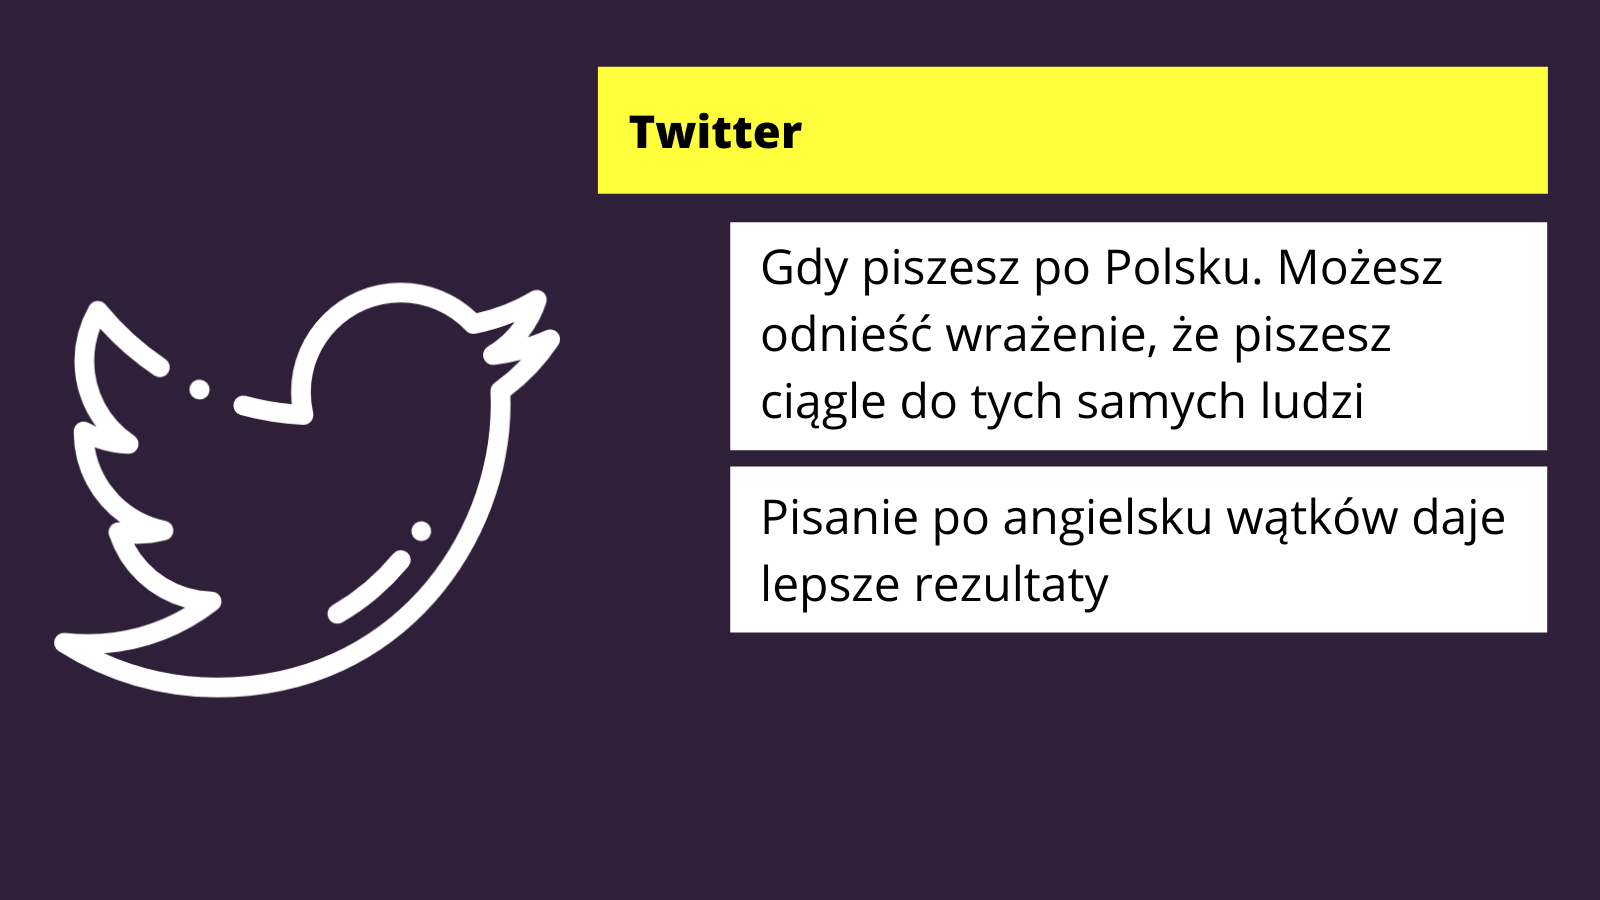 Twitter
Gdy piszesz po Polsku. Możesz
odnieść wrażenie, że piszesz
ciągle do tych samych ludzi
Pisanie po angielsku wątków daje
lepsze rezultaty